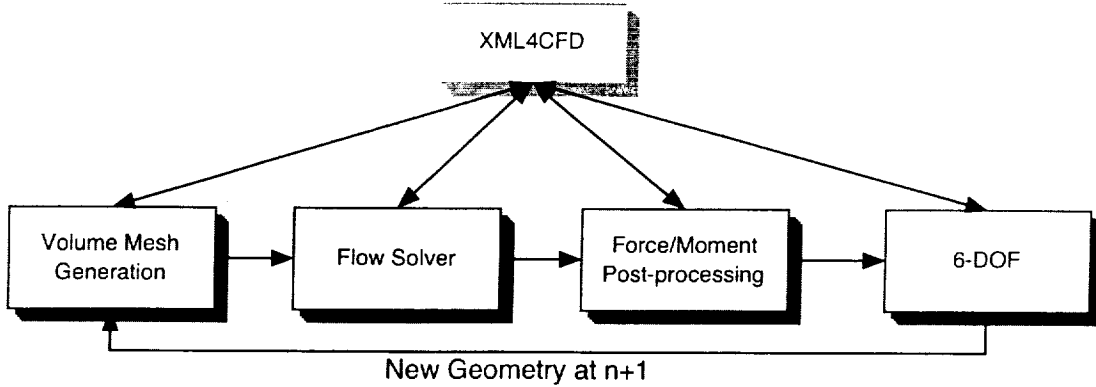 XML4CFD
Volume Mesh
Generation
Flow Solver
Force/Moment
Post-processing
6-DOF
New Geometry at n+1